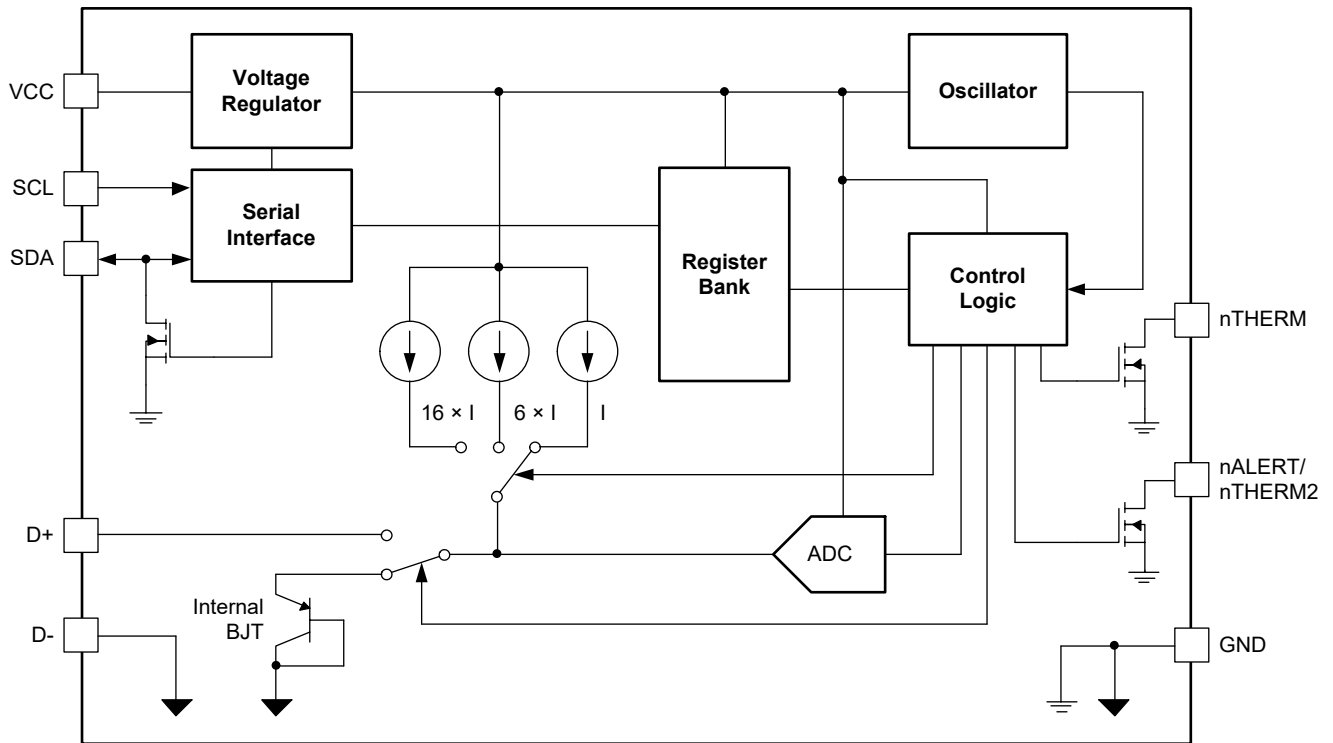 VCC
Voltage
Regulator
Oscillator
SCL
Serial
Interface
SDA
Register
Bank
Control
Logic
nTHERM
16 × I
6 × I
I
nALERT/
nTHERM2
D+
ADC
Internal
BJT
D-
GND